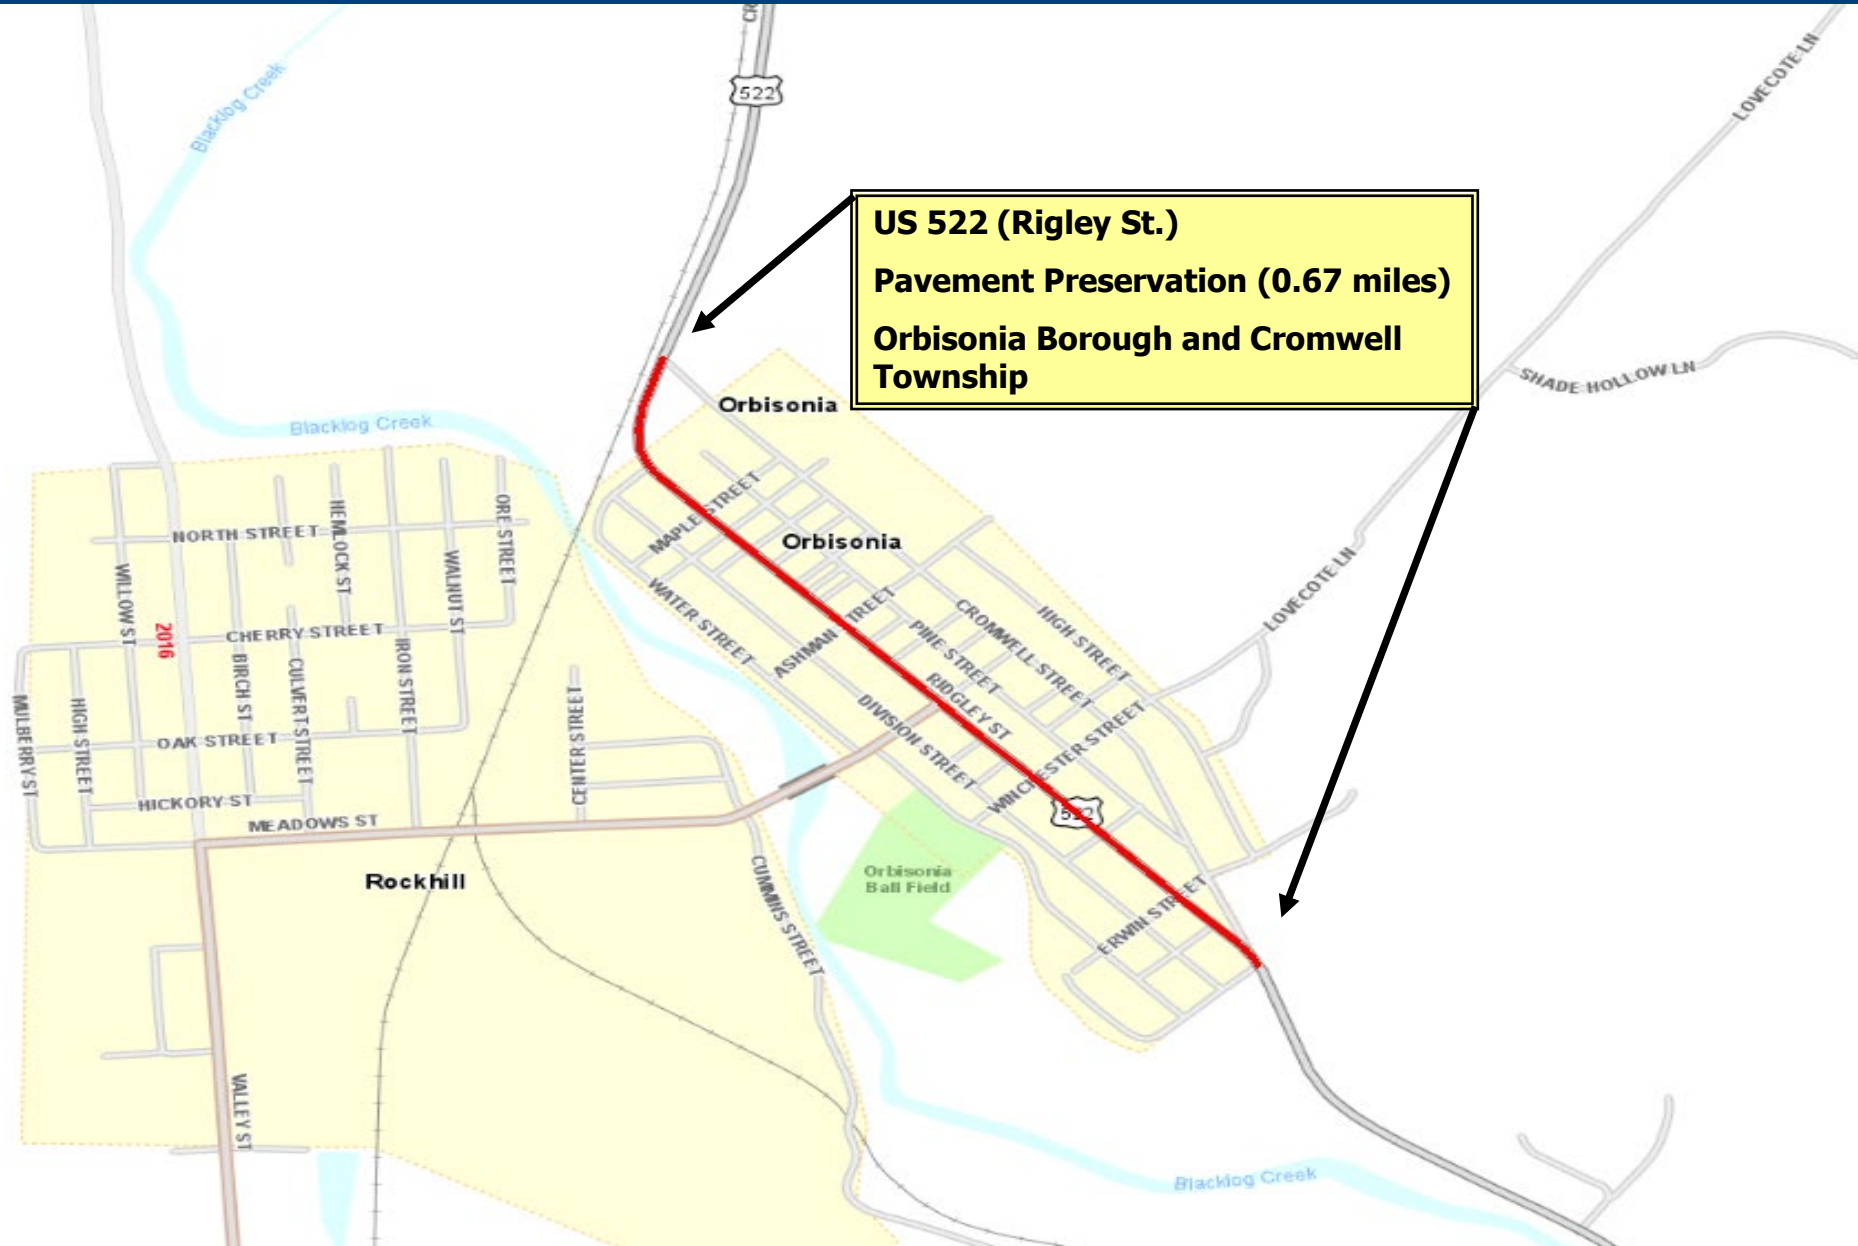 CR
522
Blacklog Creek
LOVECOTE LN
US 522 (Rigley St.)
Pavement Preservation (0.67 miles)
Orbisonia Borough and Cromwell
Township
SHADE HOLLOW LN
Orbisonia
Blacklog Creek
ORE STREET
HEMLOCK ST
NORTH STREET
MAPLE STREET
Orbisonia
WALNUT ST
WILLOW ST
LOVECOTE LN
WATER STREET
ASHMAN TREET
CROMWELL STREET
HIGH STREET
PINE STREET
2016
CHERRY STREET
IRON STREET
BIRCH ST
CULVERT STREET
RIDGLEY ST
DIVISION STREET
WINCHESTER STREET
MULBERRY ST
HIGH STREET
OAK STREET
CENTER STREET
HICKORY ST
MEADOWS ST
522
Rockhill
Orbisonia
Ball Field
CUMMINS STREET
ERWIN STREET
VALLEY ST
Blacklog Creek